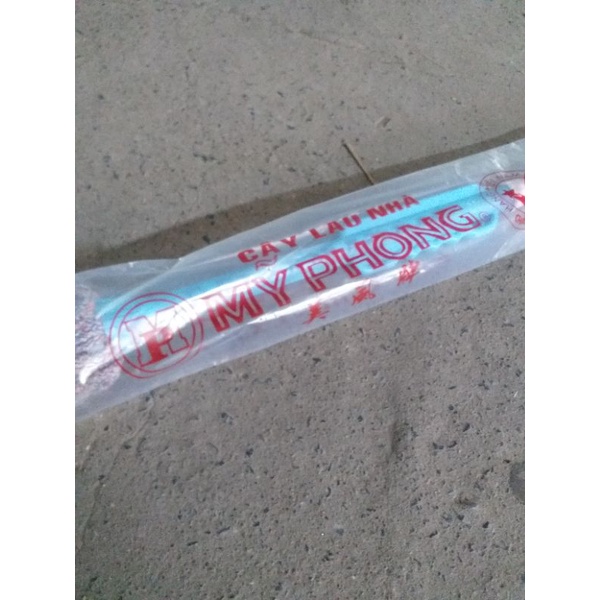 CÂY LAU NHÀ
MỸ PHONG
美風牌